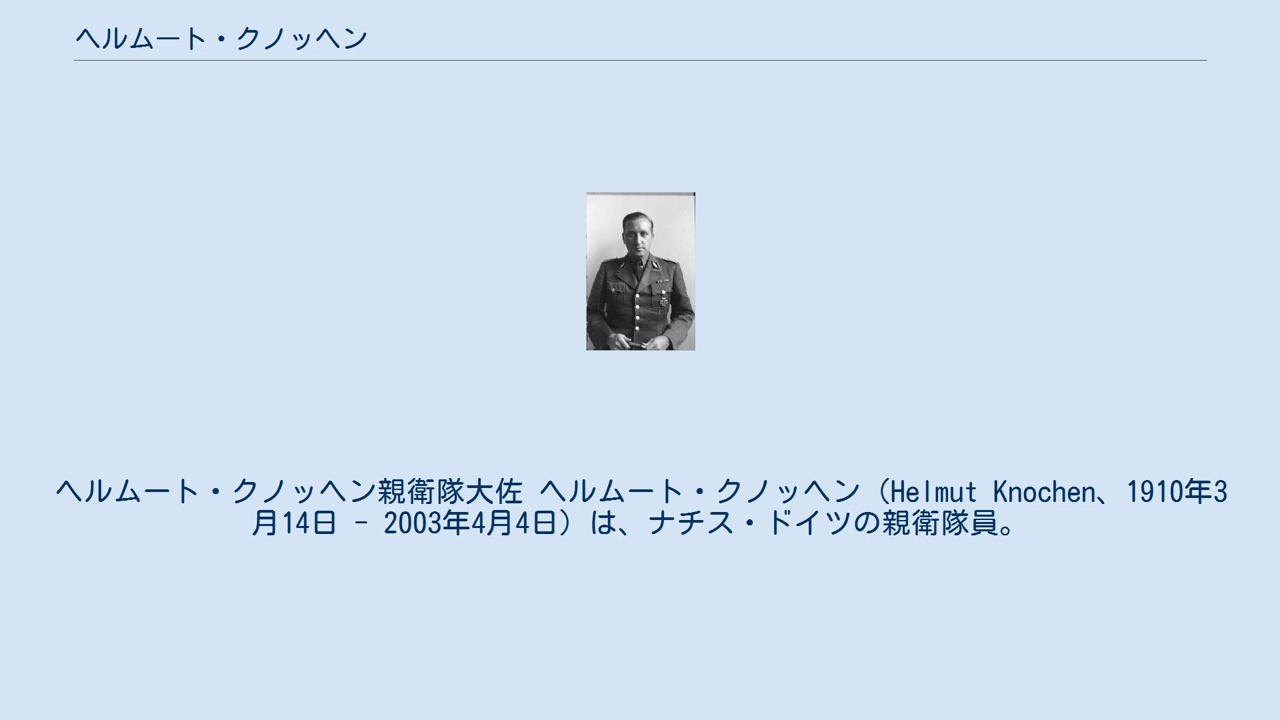 ヘルムート・クノッヘン
ヘルムート・クノッヘン親衛隊大佐 ヘルムート・クノッヘン（Helmut Knochen、1910年3
月14日 - 2003年4月4日）は、ナチス・ドイツの親衛隊員。